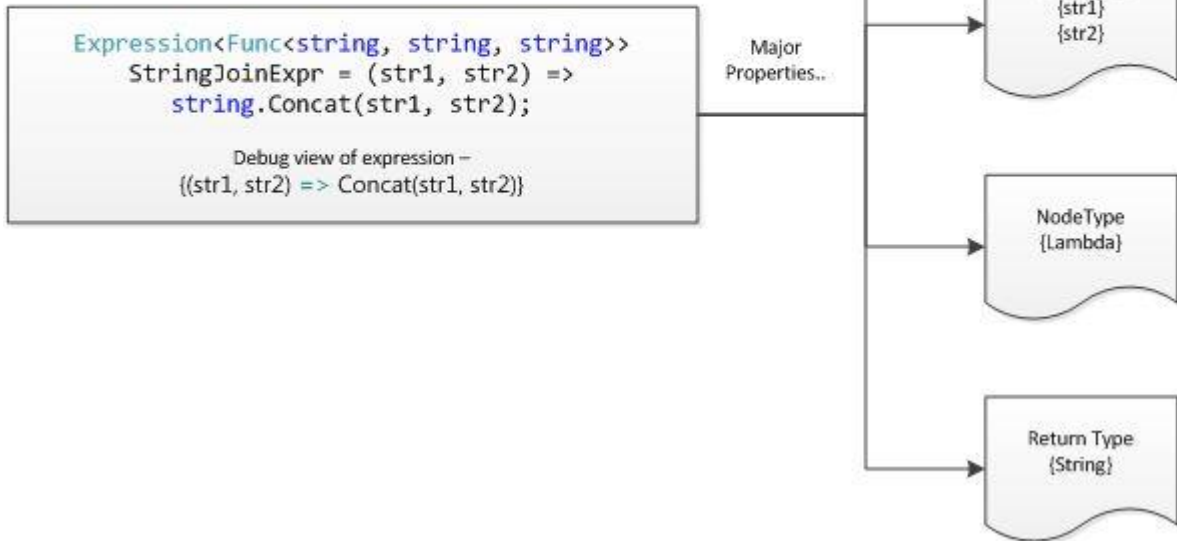 Expression<Func<string, string, string>>
StringJoinExpr = (str1, str2) =>
string.Concat(str1, str2);
Debug view of expression –
{(str1, str2) => Concat(str1, str2)}
Major
Properties..
{str1}
{str2}
NodeType
{Lambda}
Return Type
{String}